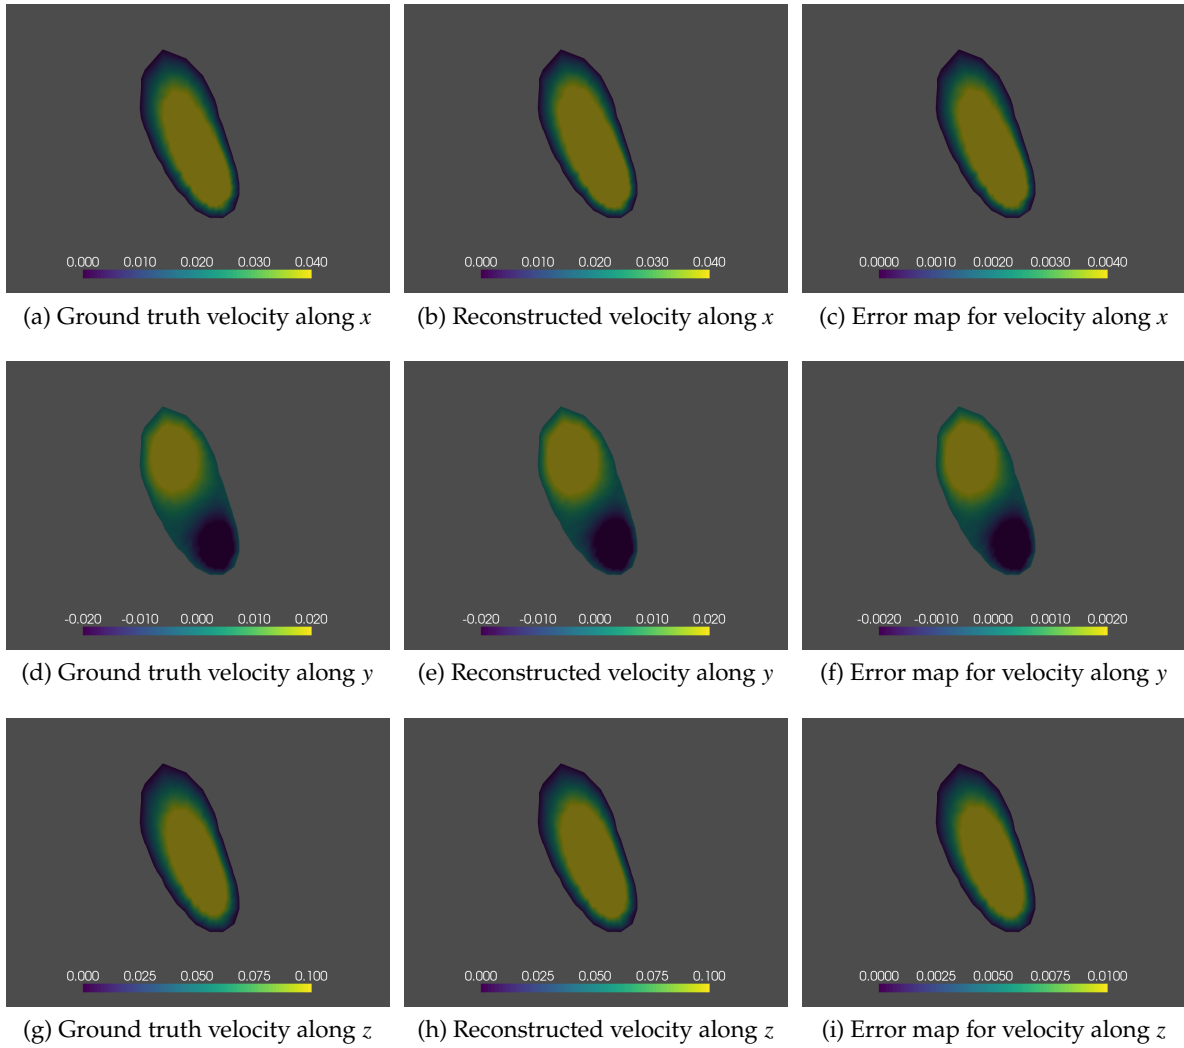 0.000 0.010 0.020 0.030 0.040
0.000 0.010 0.020 0.030 0.040
0.0000 0.0010 0.0020 0.0030 0.0040
(a) Ground truth velocity along x
(b) Reconstructed velocity along x
(c) Error map for velocity along x
-0.020 -0.010 0.000 0.010 0.020
-0.020 -0.010 0.000 0.010 0.020
-0.0020 -0.0010 0.0000 0.0010 0.0020
(d) Ground truth velocity along y
(e) Reconstructed velocity along y
(f) Error map for velocity along y
0.000 0.025 0.050 0.075 0.100
0.000 0.025 0.050 0.075 0.100
0.0000 0.0025 0.0050 0.0075 0.0100
(g) Ground truth velocity along z
(h) Reconstructed velocity along z
(i) Error map for velocity along z